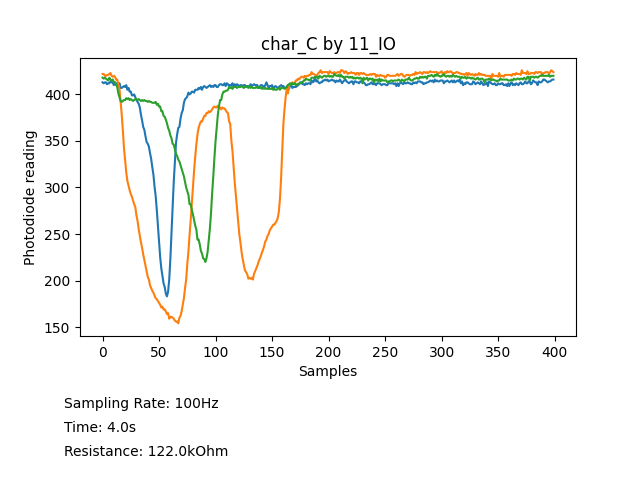 char_C by 11_IO
Photodiode reading
400
350
300
250
200
150
0 50 100 150 200 250 300 350 400
Samples
Sampling Rate: 100Hz
Time: 4.0s
Resistance: 122.0kOhm